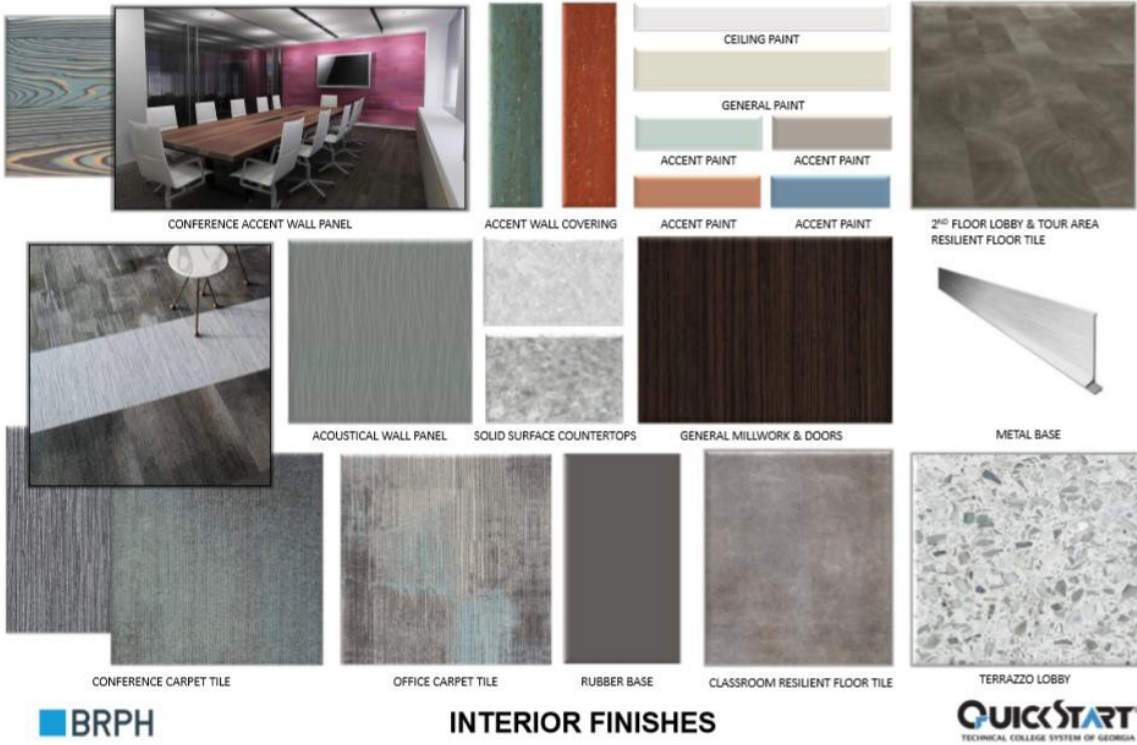 CEILING PAINT
GENERAL PAINT
ACCENT PAINT
ACCENT PAINT
CONFERENCE ACCENT WALL PANEL
ACCENT WALL COVERING
ACCENT PAINT
ACCENT PAINT
2ND FLOOR LOBBY & TOUR AREA
RESILIENT FLOOR TILE
ACOUSTICAL WALL PANEL
SOLID SURFACE COUNTERTOPS
GENERAL MILLWORK & DOORS
METAL BASE
CONFERENCE CARPET TILE
OFFICE CARPET TILE
RUBBER BASE
CLASSROOM RESILIENT FLOOR TILE
TERRAZZO LOBBY
BRPH
INTERIOR FINISHES
QUICK START
TECHNICAL COLLEGE SYSTEM OF GEORGIA